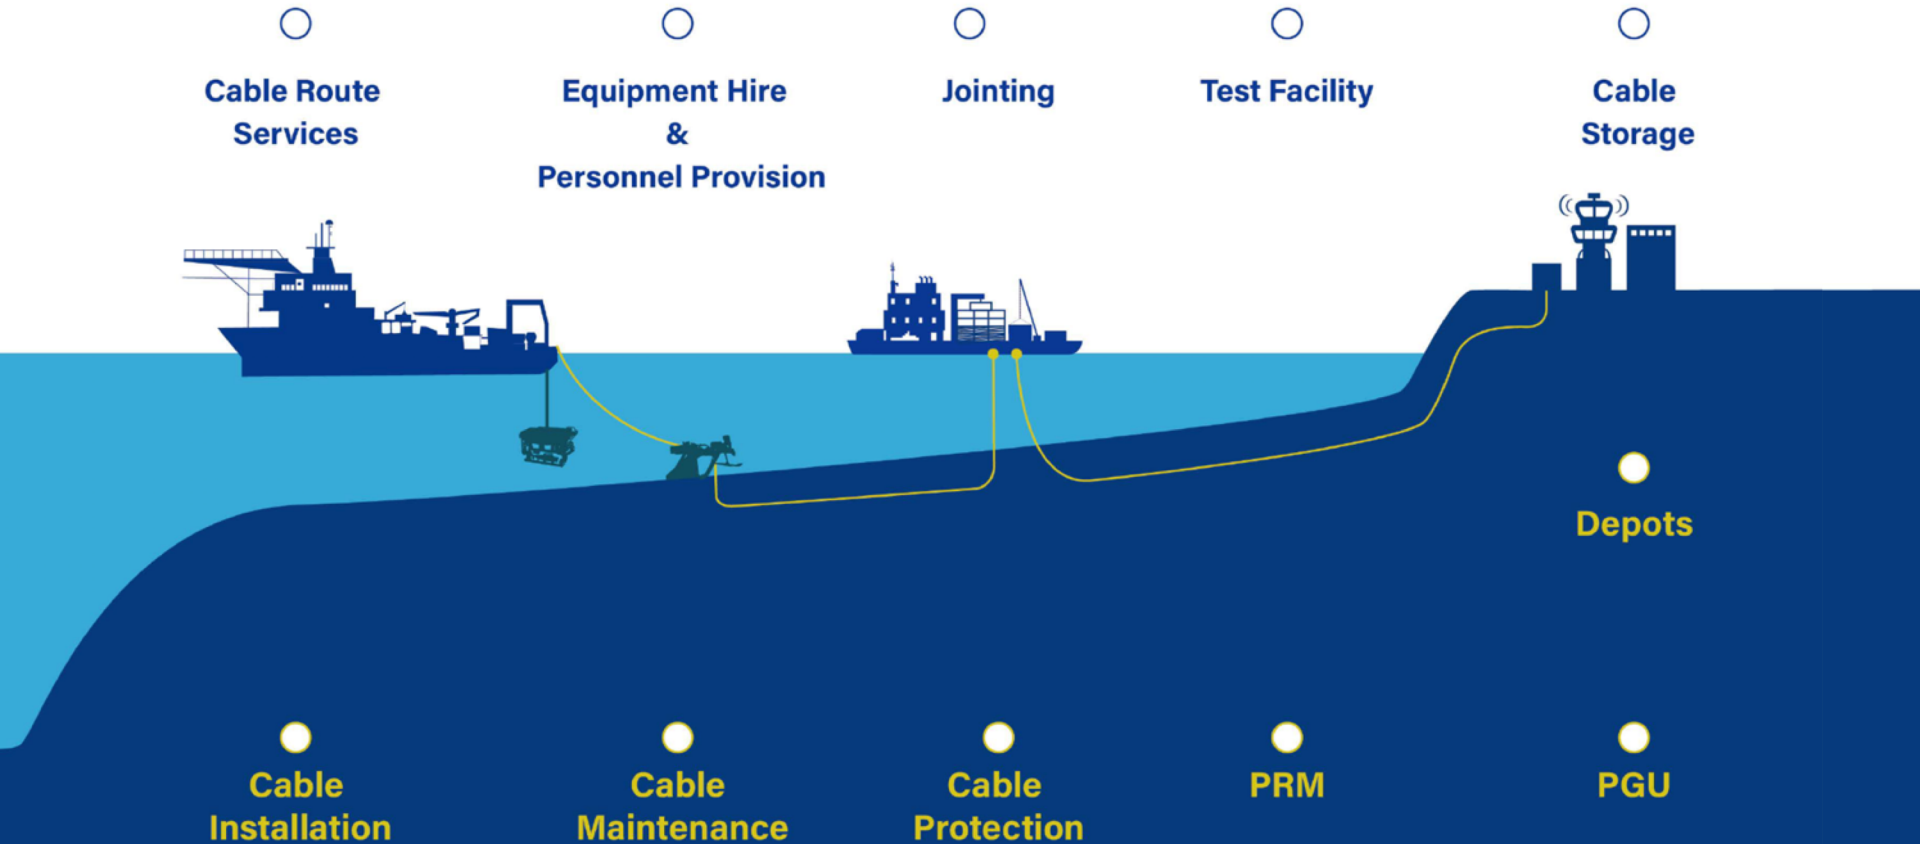 Cable Route
Services
Equipment Hire
&
Personnel Provision
Jointing
Test Facility
Cable
Storage
Depots
Cable
Installation
Cable
Maintenance
Cable
Protection
PRM
PGU